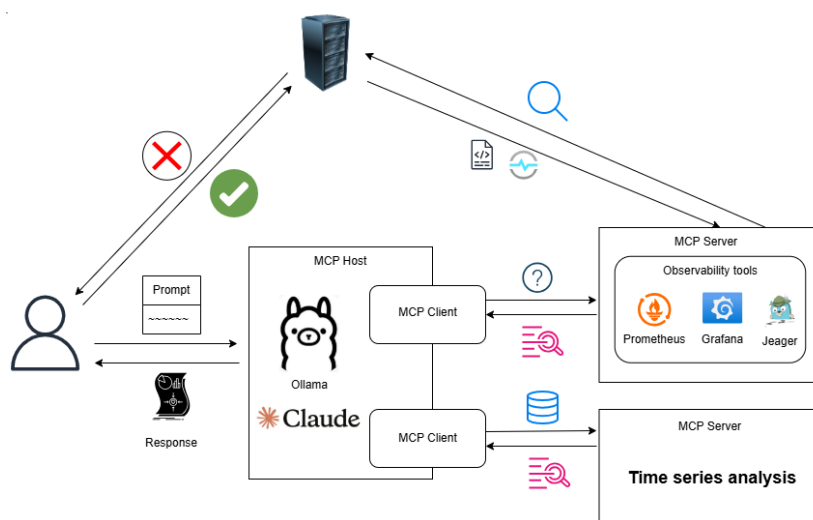 MCP Server
MCP Host
Observability tools
Prompt
~~~~~~
MCP Client
?
Prometheus
Grafana
Jeager
Ollama
Claude
Response
MCP Client
MCP Server
Time series analysis